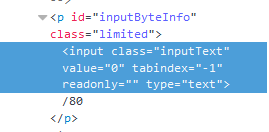 <p id="inputByteInfo"
class="limited">
<input class="inputText"
value="0" tabindex="-1"
readonly="" type="text">
/80
</p>